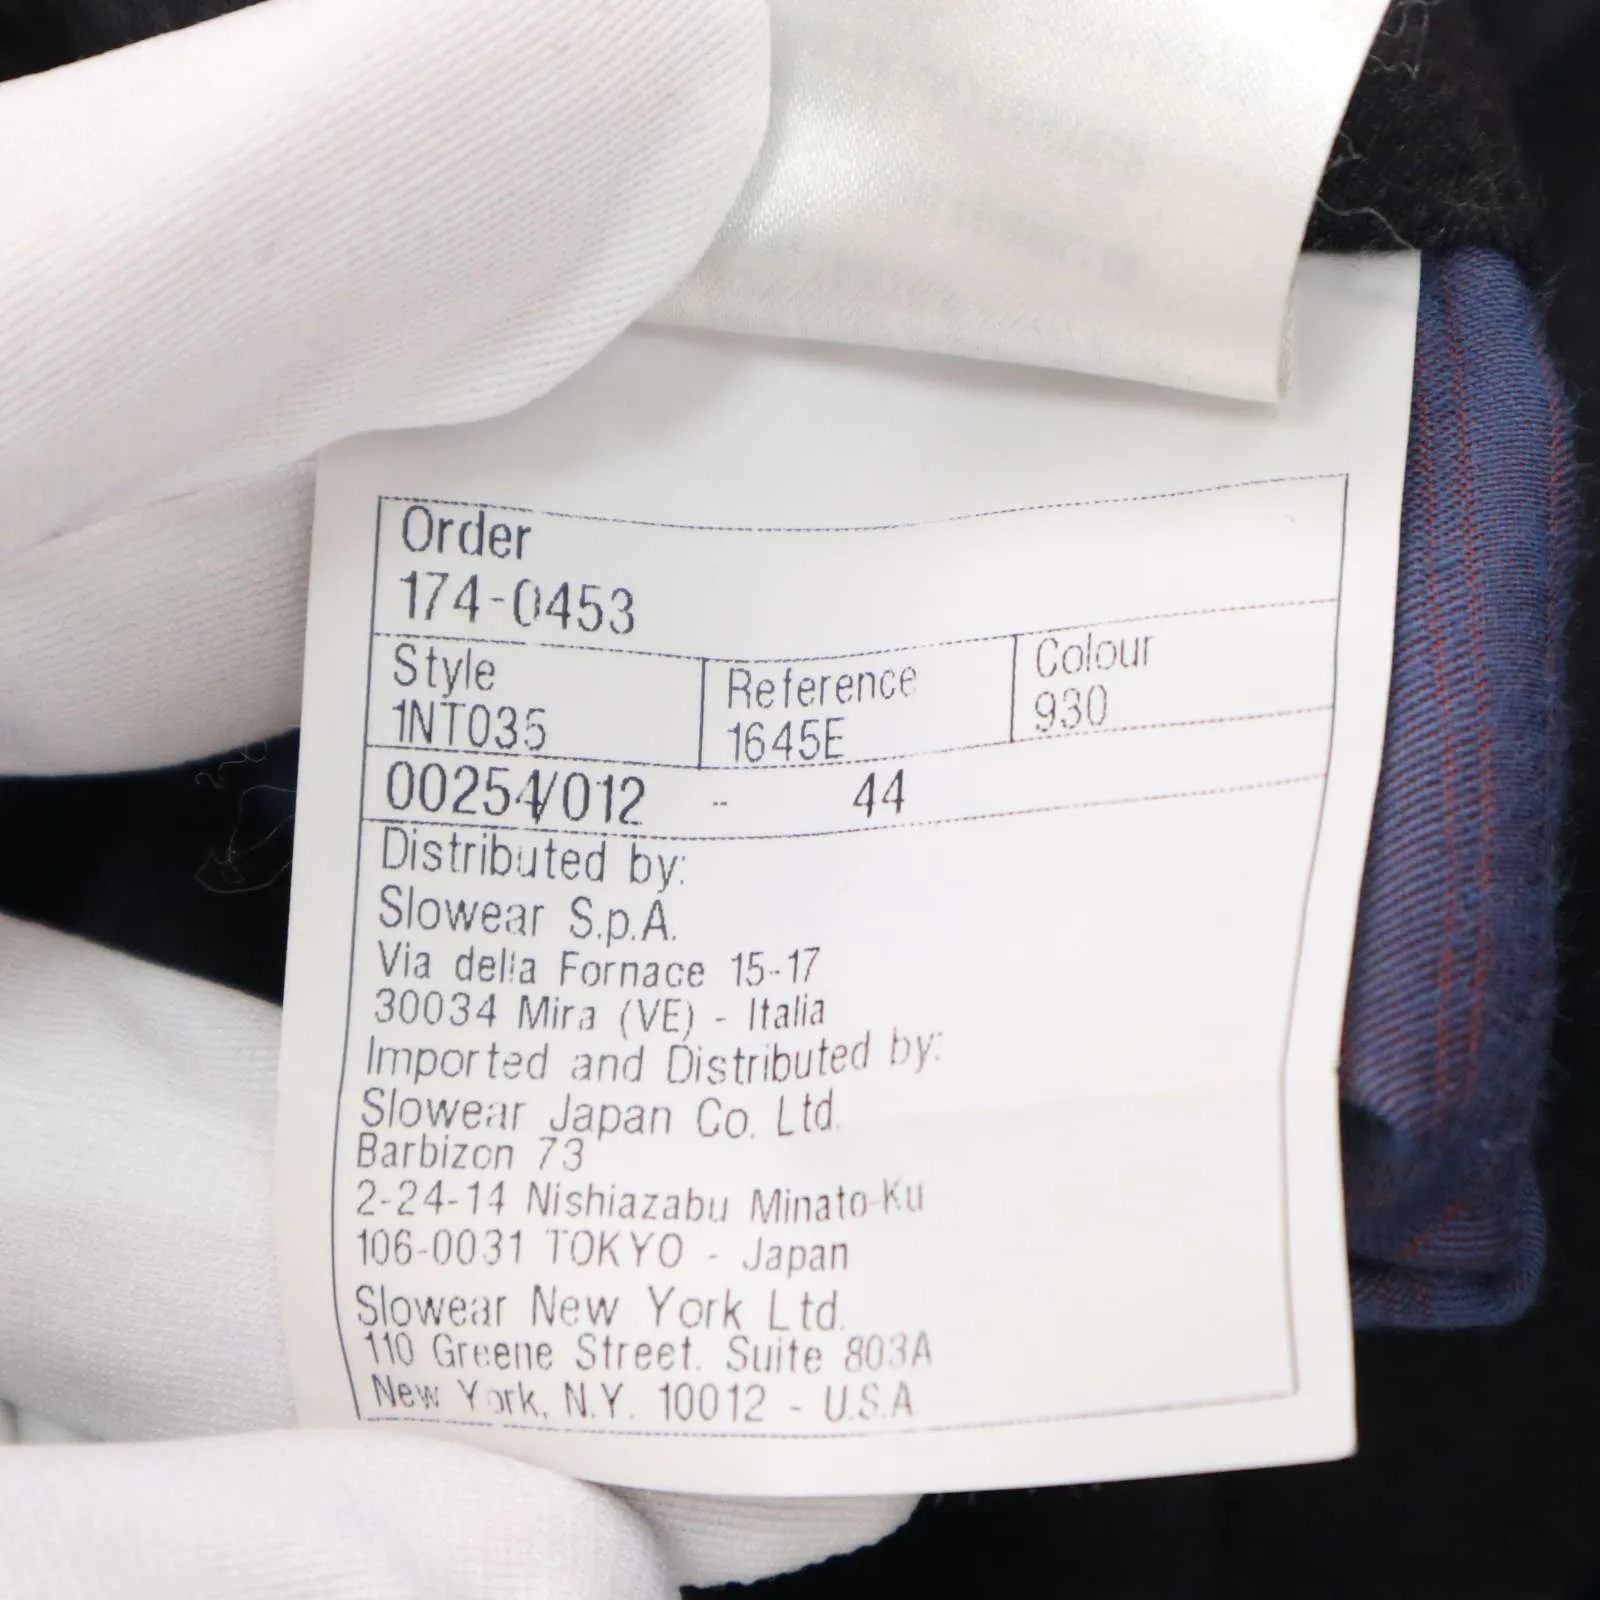 Order
174-0453
Style Reference Colour
1NT035 1645E 930
00254/012 - 44
Distributed by:
Slowear S.p.A.
Via della Fornace 15-17
30034 Mira (VE) - Italia
Imported and Distributed by:
Slowear Japan Co. Ltd.
Barbizon 73
2-24-14 Nishiazabu Minato-Ku
106-0031 TOKYO - Japan
Slowear New York Ltd.
110 Greene Street. Suite 803A
New York, N.Y. 10012 - U.S.A